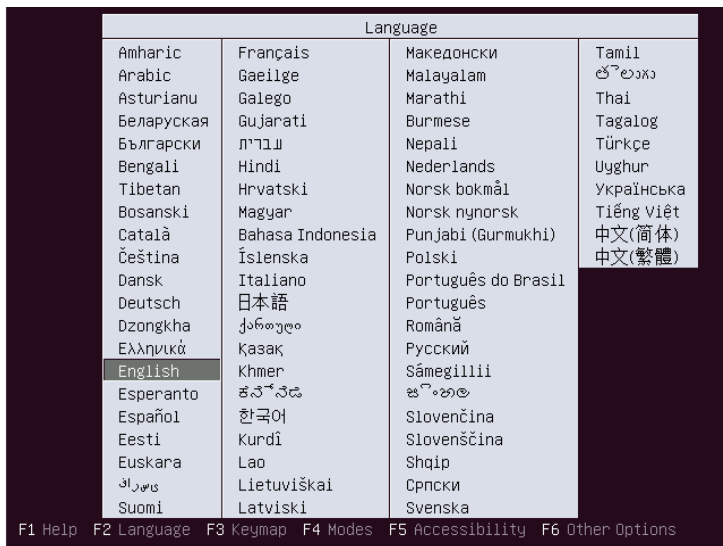 Language
Amharic
Arabic
Asturianu
Беларуская
Български
Bengali
Tibetan
Bosanski
Català
Čeština
Dansk
Deutsch
Dzongkha
Ελληνικά
English
Esperanto
Español
Eesti
Euskara
فارسی
Suomi
Français
Gaeilge
Galego
Gujarati
עברית
Hindi
Hrvatski
Magyar
Bahasa Indonesia
Íslenska
Italiano
日本語
ქართული
Қазақ
Khmer
ಕನ್ನಡ
한국어
Kurdî
Lao
Lietuviškai
Latviski
Македонски
Malayalam
Marathi
Burmese
Nepali
Nederlands
Norsk bokmål
Norsk nynorsk
Punjabi (Gurmukhi)
Polski
Português do Brasil
Português
Română
Русский
Sámegillii
සිංහල
Slovenčina
Slovenščina
Shqip
Српски
Svenska
Tamil
తెలుగు
Thai
Tagalog
Türkçe
Uyghur
Українська
Tiếng Việt
中文(简体)
中文(繁體)
F1 Help F2 Language F3 Keymap F4 Modes F5 Accessibility F6 Other Options